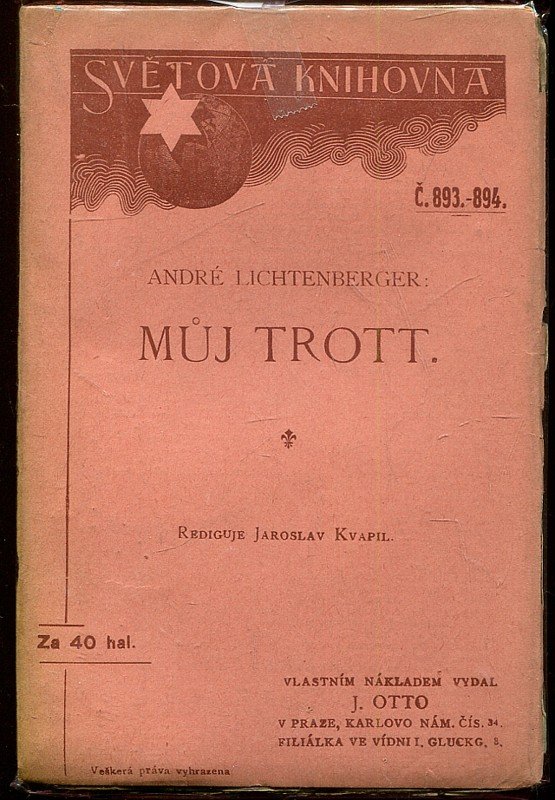 SVĚTOVÁ KNIHOVNA
Č. 893.-894.
ANDRÉ LICHTENBERGER:
MŮJ TROTT.
REDIGUJE JAROSLAV KVAPIL.
Za 40 hal.
VLASTNÍM NÁKLADEM VYDAL
J. OTTO
V PRAZE, KARLOVO NÁM. ČÍS. 34.
FILIÁLKA VE VÍDNI I. GLUCKG. 8.
Veškerá práva vyhrazena